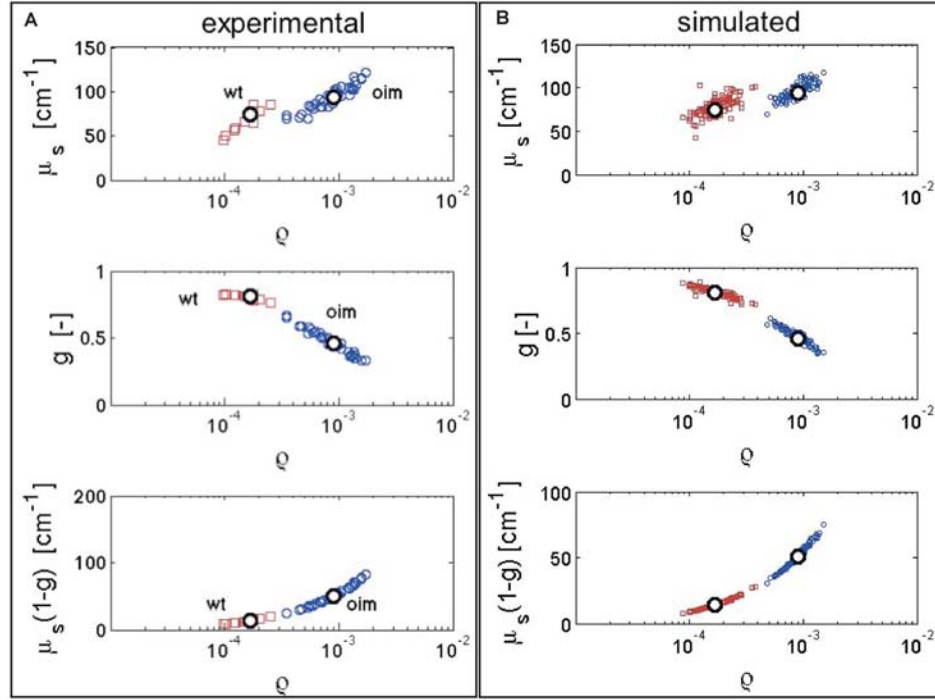 A
experimental
150
100
50
0
μs [cm-1]
wt
oim
10-4
10-3
10-2
ϱ
1
0.5
0
g [-]
wt
oim
10-4
10-3
10-2
ϱ
200
100
0
μs(1-g) [cm-1]
wt
oim
10-4
10-3
10-2
ϱ
B
simulated
150
100
50
0
μs [cm-1]
10-4
10-3
10-2
ϱ
1
0.5
0
g [-]
10-4
10-3
10-2
ϱ
100
50
0
μs(1-g) [cm-1]
10-4
10-3
10-2
ϱ